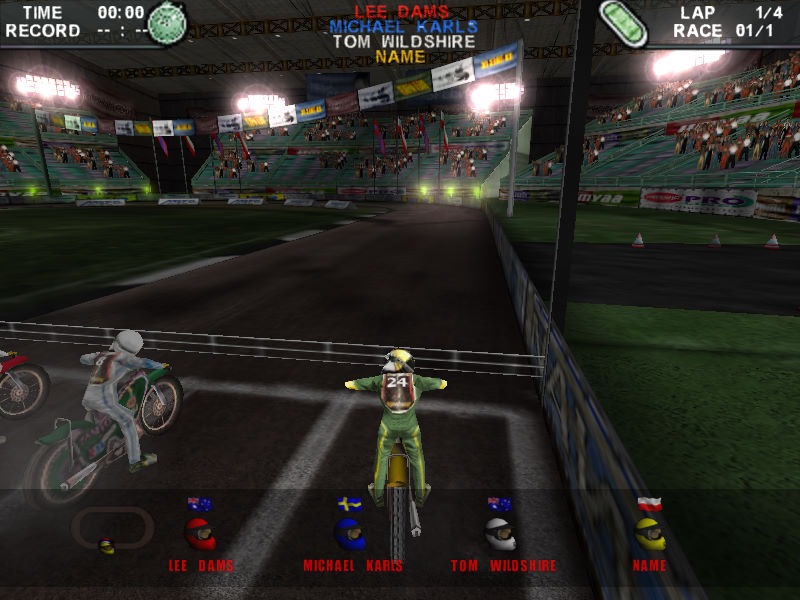 TIME 00:00
RECORD -- : --
LEE DAMS
MICHAEL KARLS
TOM WILDSHIRE
NAME
LAP 1/4
RACE 01/1
PRO
24
LEE DAMS
MICHAEL KARLS
TOM WILDSHIRE
NAME